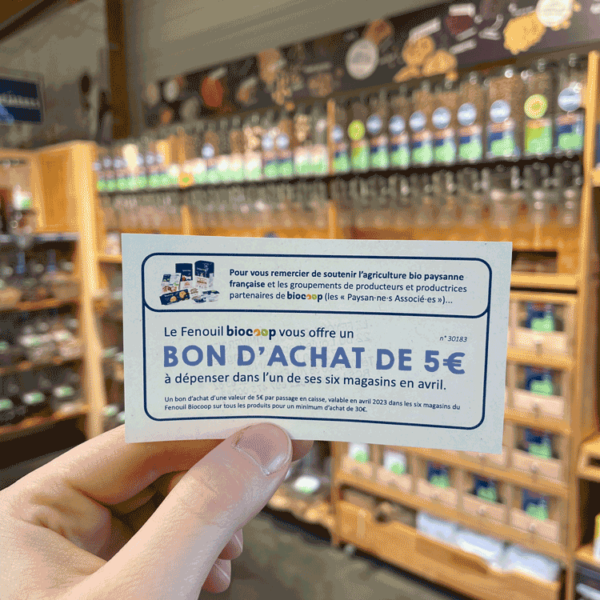 Pour vous remercier de soutenir l'agriculture bio paysanne
française et les groupements de producteurs et productrices
partenaires de biocoop (les « Paysan·ne·s Associé·es »)...
Le Fenouil biocoop vous offre un
n° 30183
BON D'ACHAT DE 5€
à dépenser dans l'un de ses six magasins en avril.
Un bon d'achat d'une valeur de 5€ par passage en caisse, valable en avril 2023 dans les six magasins du
Fenouil Biocoop sur tous les produits pour un minimum d'achat de 30€.